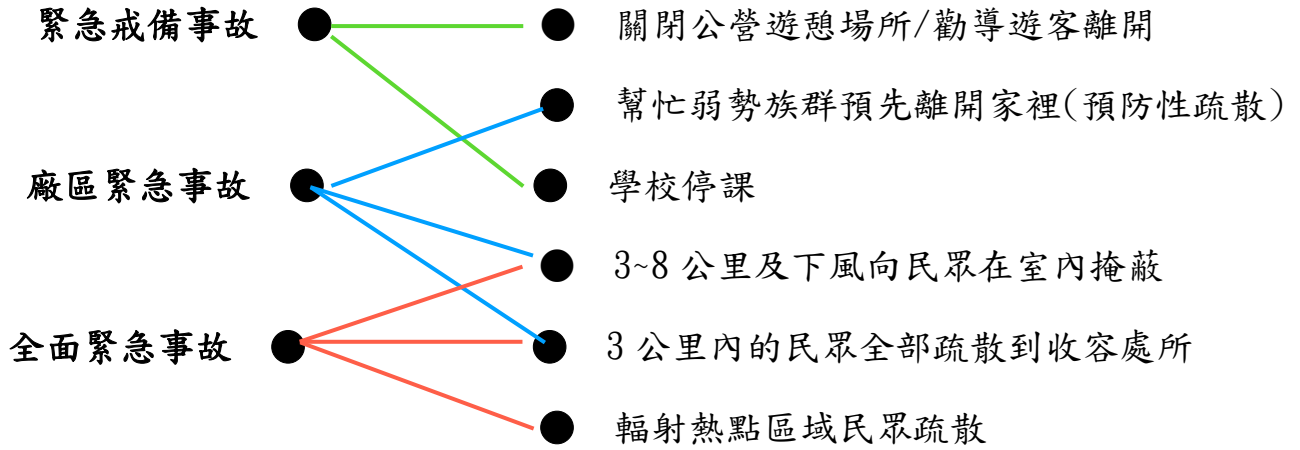 緊急戒備事故
關閉公營遊憩場所/勸導遊客離開
幫忙弱勢族群預先離開家裡(預防性疏散)
廠區緊急事故
學校停課
3~8公里及下風向民眾在室內掩蔽
全面緊急事故
3公里內的民眾全部疏散到收容處所
輻射熱點區域民眾疏散